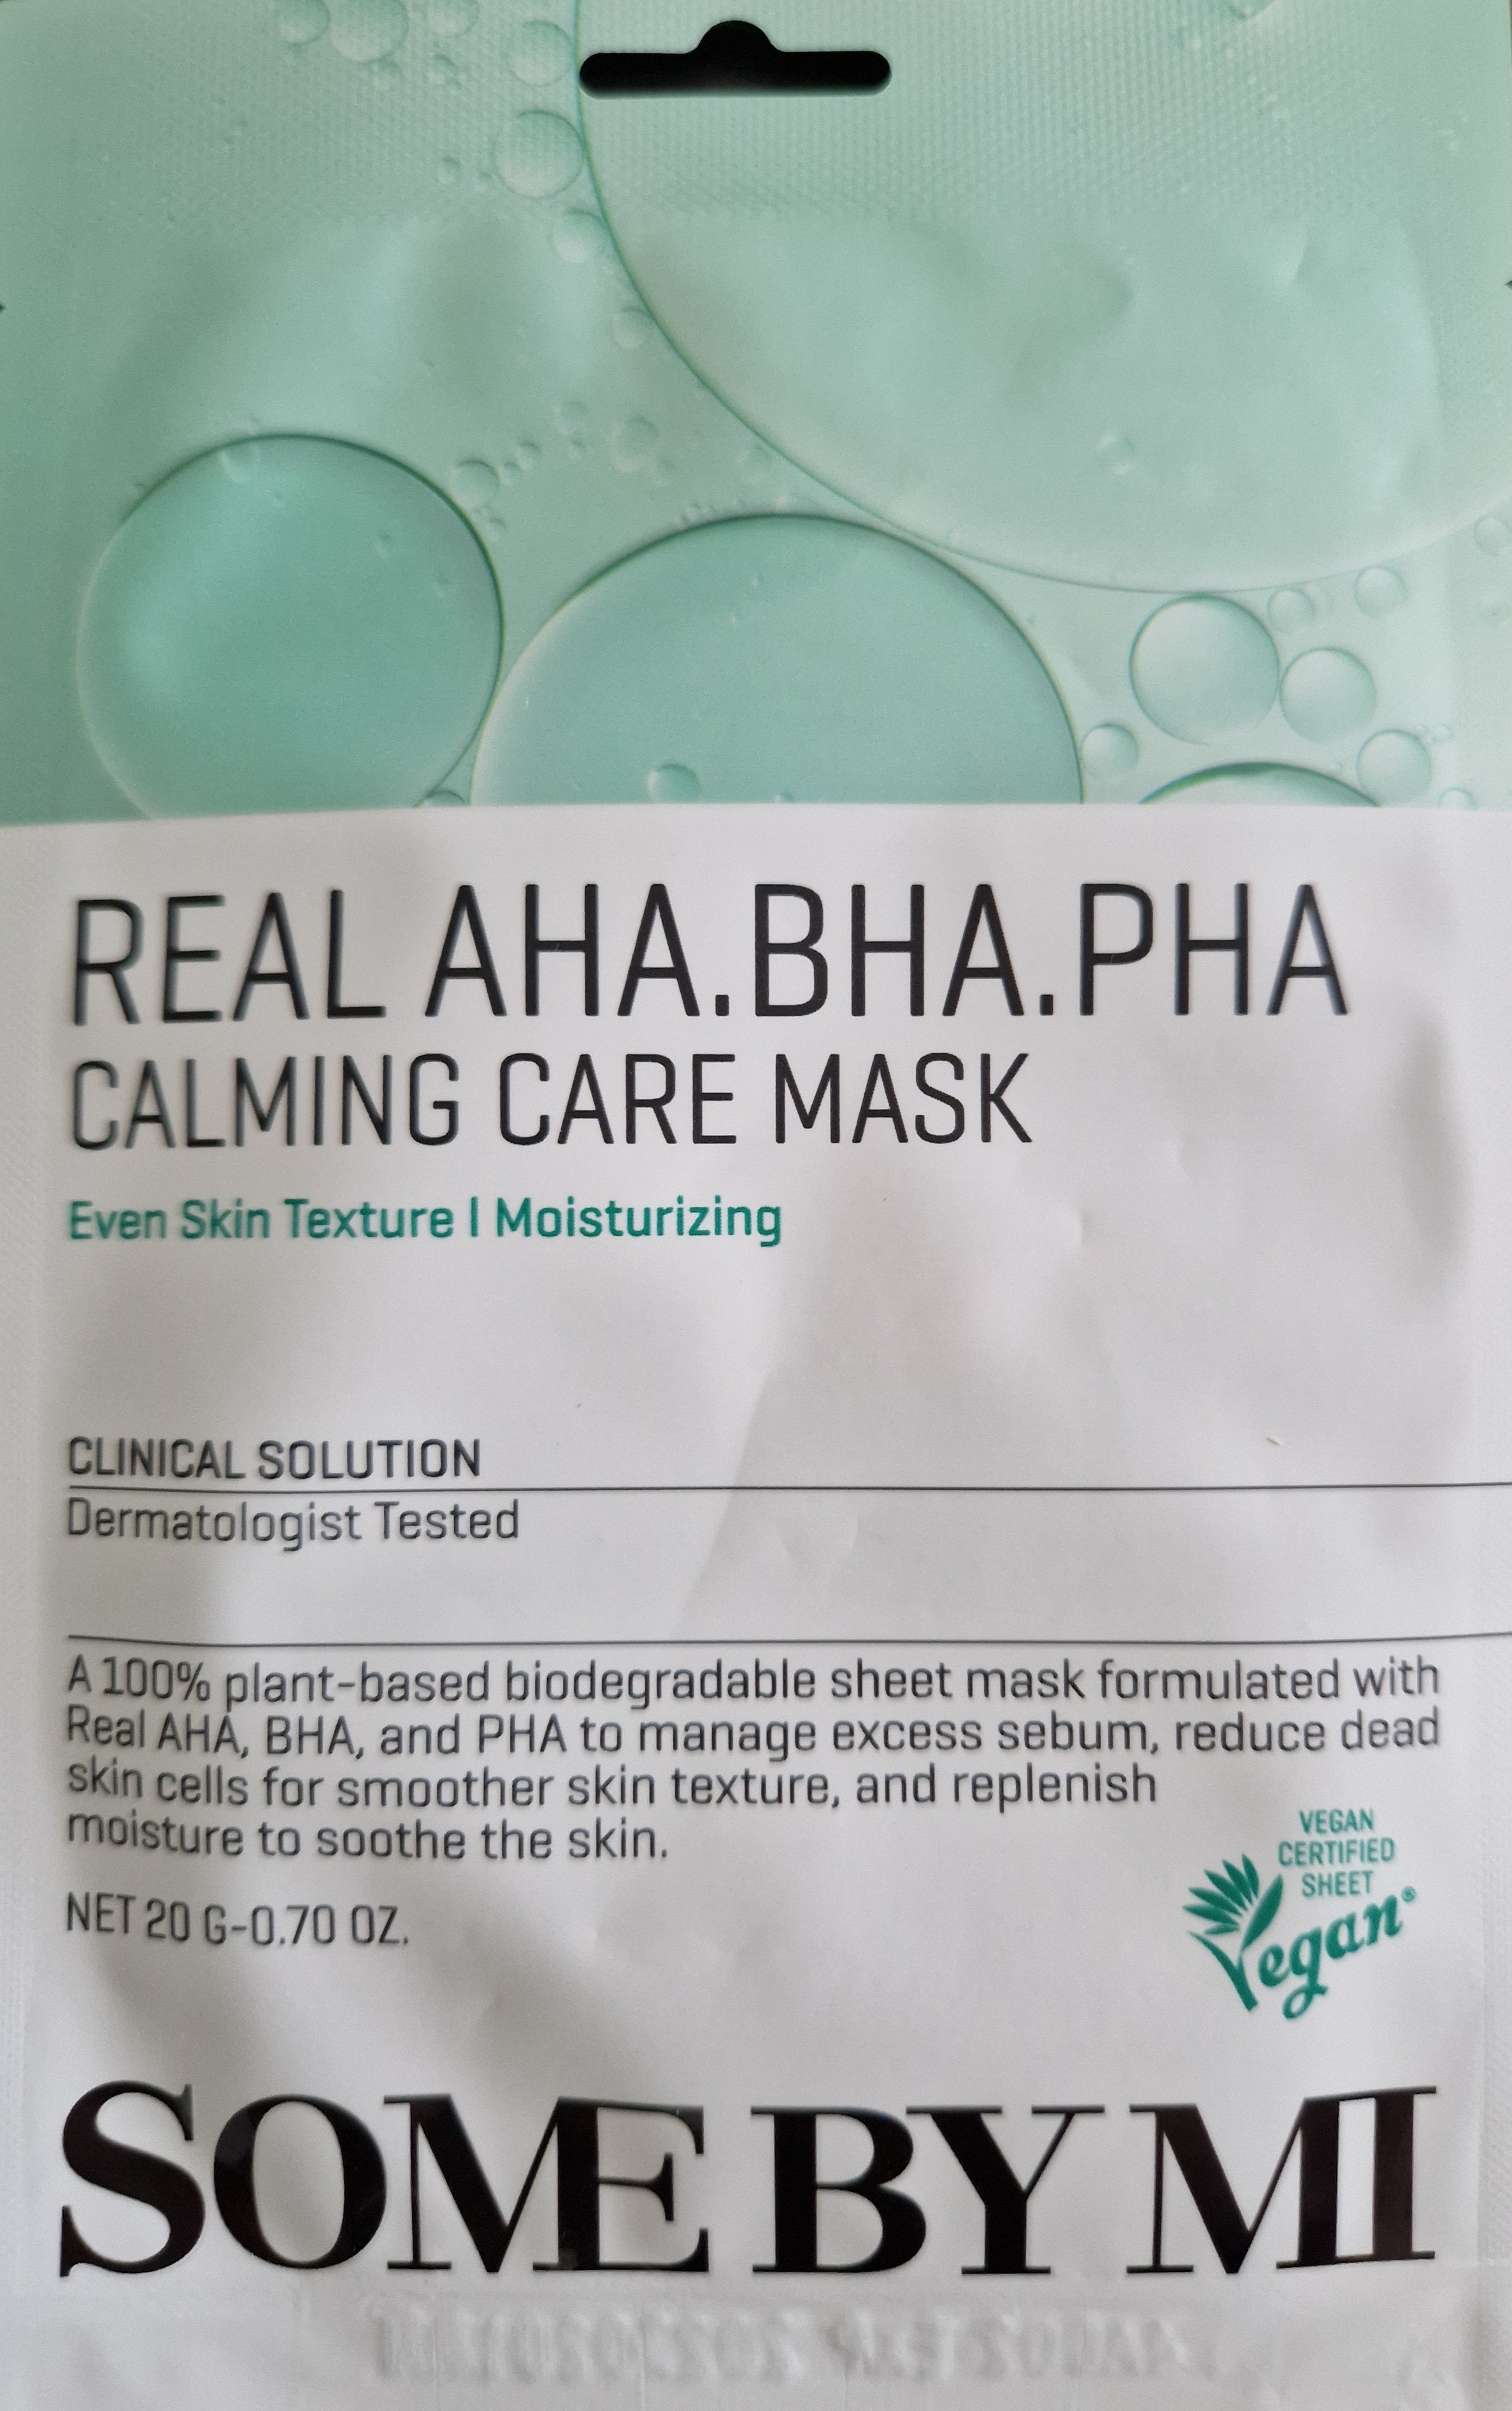 REAL AHA.BHA.PHA
CALMING CARE MASK
Even Skin Texture | Moisturizing
CLINICAL SOLUTION
Dermatologist Tested
A 100% plant-based biodegradable sheet mask formulated with
Real AHA, BHA, and PHA to manage excess sebum, reduce dead
skin cells for smoother skin texture, and replenish
moisture to soothe the skin.
NET 20 G-0.70 OZ.
VEGAN
CERTIFIED
SHEET
Vegan®
SOME BY MI